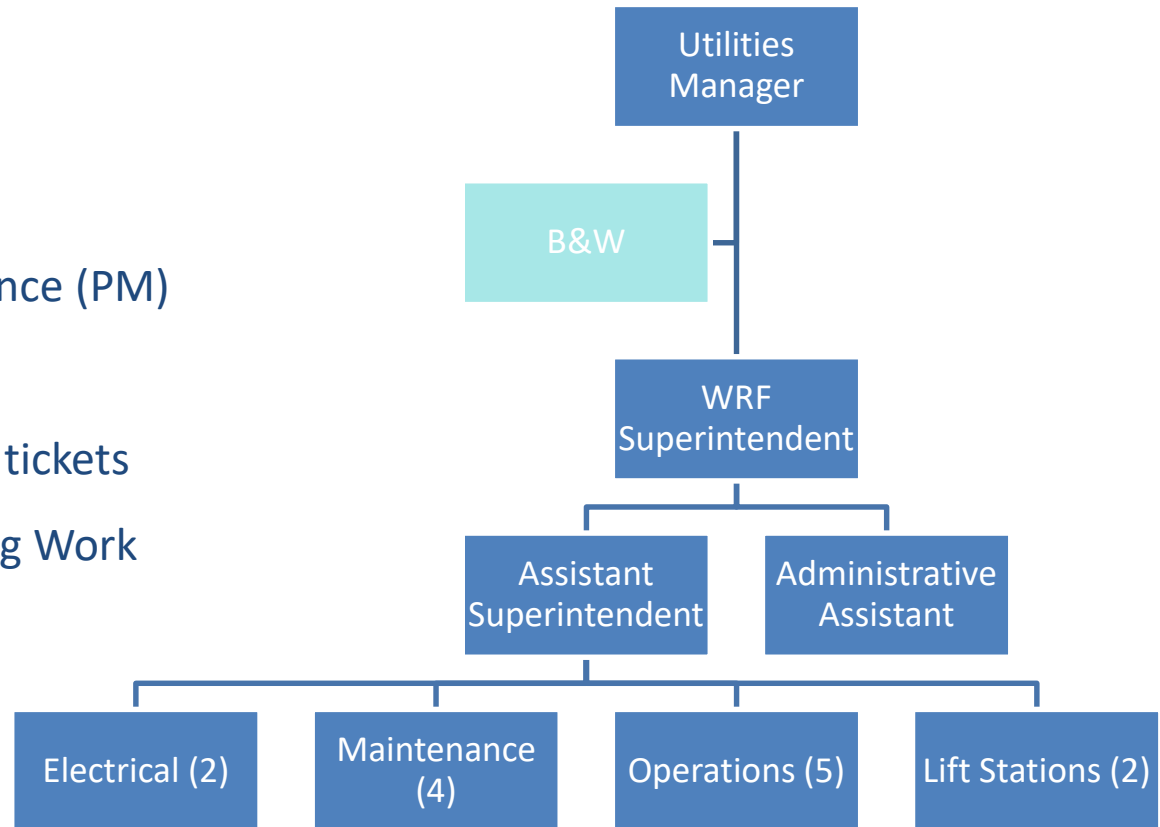 Utilities
Manager
B&W
nce (PM)
WRF
Superintendent
tickets
g Work
Assistant
Superintendent
Administrative
Assistant
Electrical (2)
Maintenance
(4)
Operations (5)
Lift Stations (2)